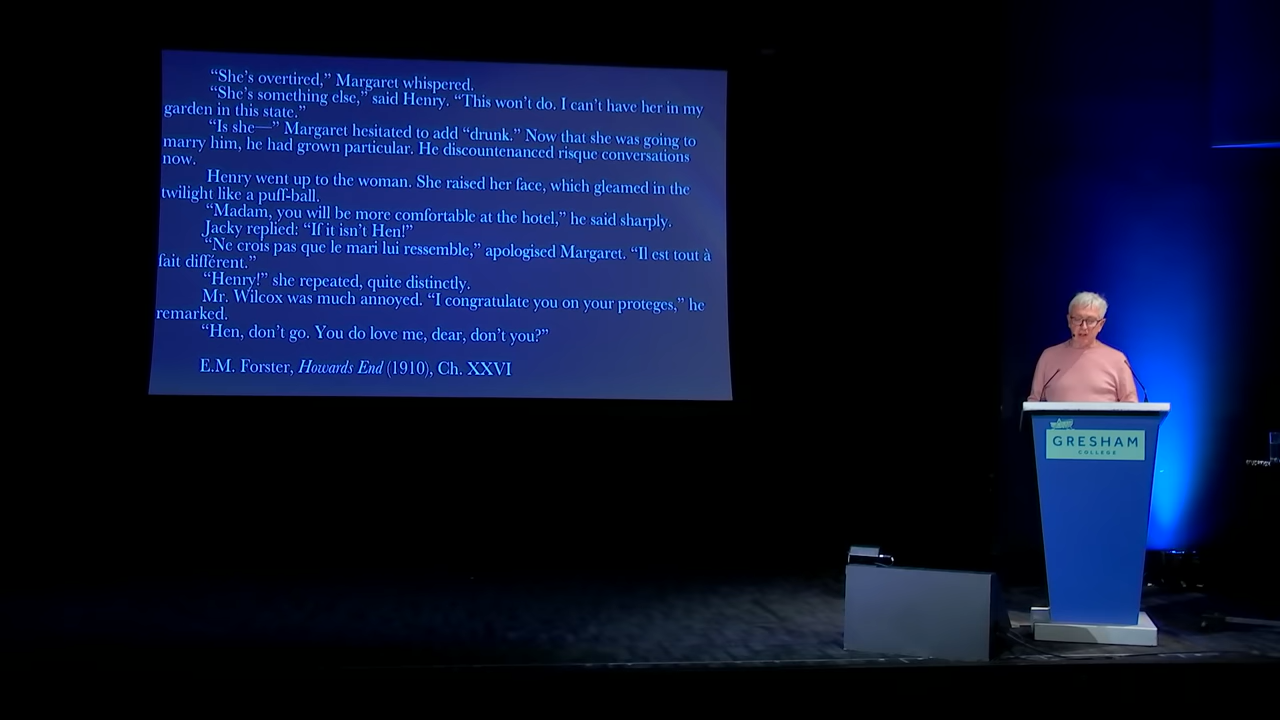 “She’s overtired,” Margaret whispered.
“She’s something else,” said Henry. “This won’t do. I can’t have her in my
garden in this state.”
“Is she—” Margaret hesitated to add “drunk.” Now that she was going to
marry him, he had grown particular. He discountenanced risque conversations
now.
Henry went up to the woman. She raised her face, which gleamed in the
twilight like a puff-ball.
“Madam, you will be more comfortable at the hotel,” he said sharply.
Jacky replied: “If it isn’t Hen!”
“Ne crois pas que le mari lui ressemble,” apologised Margaret. “Il est tout à
fait différent.”
“Henry!” she repeated, quite distinctly.
Mr. Wilcox was much annoyed. “I congratulate you on your proteges,” he
remarked.
“Hen, don’t go. You do love me, dear, don’t you?”
E.M. Forster, Howards End (1910), Ch. XXVI
GRESHAM
COLLEGE